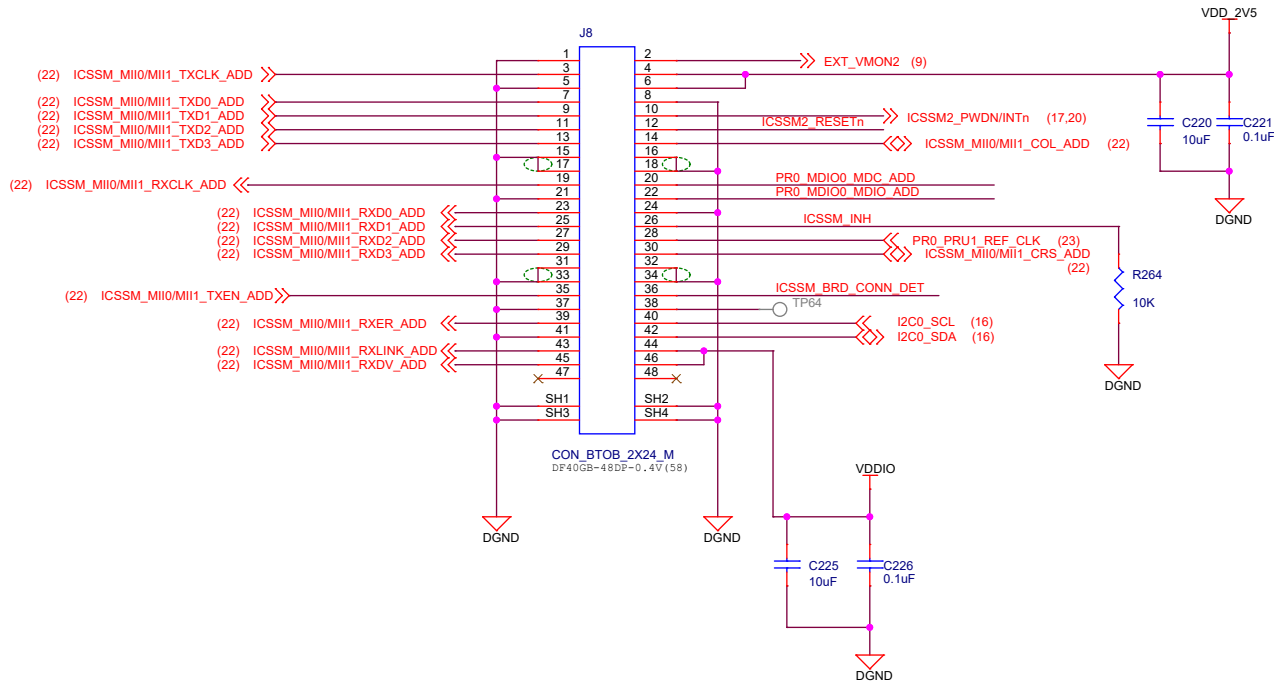 VDD_2V5
J8
1 2
EXT_VMON2 (9)
(22) ICSSM_MII0/MII1_TXCLK_ADD 3 4
5 6
(22) ICSSM_MII0/MII1_TXD0_ADD 7 8
(22) ICSSM_MII0/MII1_TXD1_ADD 9 10 ICSSM2_PWDN/INTn (17,20)
(22) ICSSM_MII0/MII1_TXD2_ADD 11 12 ICSSM2_RESETn
(22) ICSSM_MII0/MII1_TXD3_ADD 13 14 ICSSM_MII0/MII1_COL_ADD (22)
C220
10uF
C221
0.1uF
DGND
15 16
17 18
(22) ICSSM_MII0/MII1_RXCLK_ADD 19 20 PR0_MDIO0_MDC_ADD
21 22 PR0_MDIO0_MDIO_ADD
(22) ICSSM_MII0/MII1_RXD0_ADD 23 24
(22) ICSSM_MII0/MII1_RXD1_ADD 25 26 ICSSM_INH
(22) ICSSM_MII0/MII1_RXD2_ADD 27 28 PR0_PRU1_REF_CLK (23)
(22) ICSSM_MII0/MII1_RXD3_ADD 29 30 ICSSM_MII0/MII1_CRS_ADD
(22)
31 32
33 34
R264
10K
DGND
(22) ICSSM_MII0/MII1_TXEN_ADD 35 36 ICSSM_BRD_CONN_DET
37 38 TP64
(22) ICSSM_MII0/MII1_RXER_ADD 39 40 I2C0_SCL (16)
41 42 I2C0_SDA (16)
(22) ICSSM_MII0/MII1_RXLINK_ADD 43 44
(22) ICSSM_MII0/MII1_RXDV_ADD 45 46
47 48
SH1 SH2
SH3 SH4
CON_BTOB_2X24_M
DF40GB-48DP-0.4V(58)
DGND
DGND
VDDIO
C225
10uF
C226
0.1uF
DGND